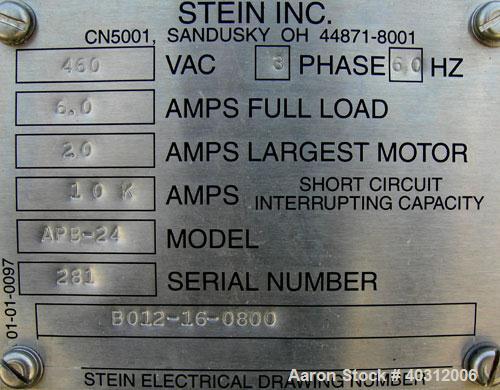 STEIN INC.
CN5001, SANDUSKY OH 44871-8001
460 VAC 3 PHASE 60 HZ
6.0 AMPS FULL LOAD
2.0 AMPS LARGEST MOTOR
10K AMPS SHORT CIRCUIT INTERRUPTING CAPACITY
APB-24 MODEL
281 SERIAL NUMBER
B012-16-0800
STEIN ELECTRICAL DRAWING NUMBER
01-01-0097
Aaron Stock # 40312006